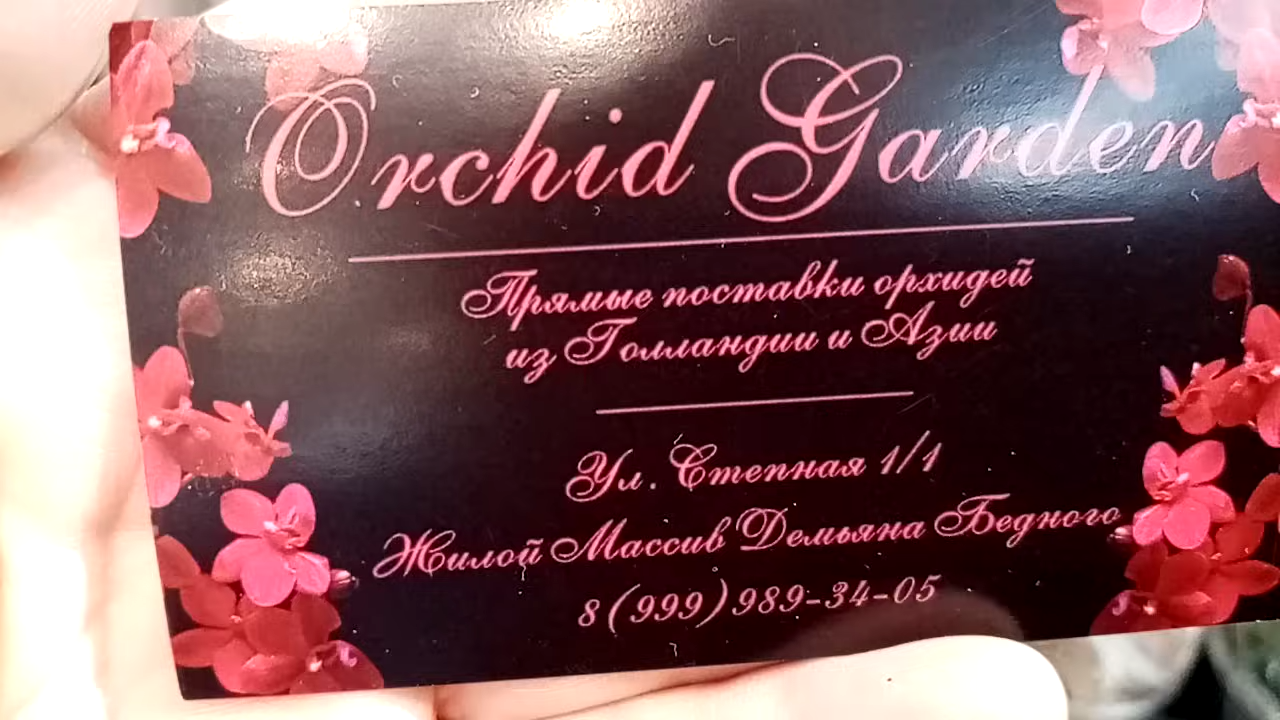 Orchid Garden
Прямые поставки орхидей
из Голландии и Азии
Ул. Степная 1/1
Жилой Массив Демьяна Бедного
8(999)989-34-05